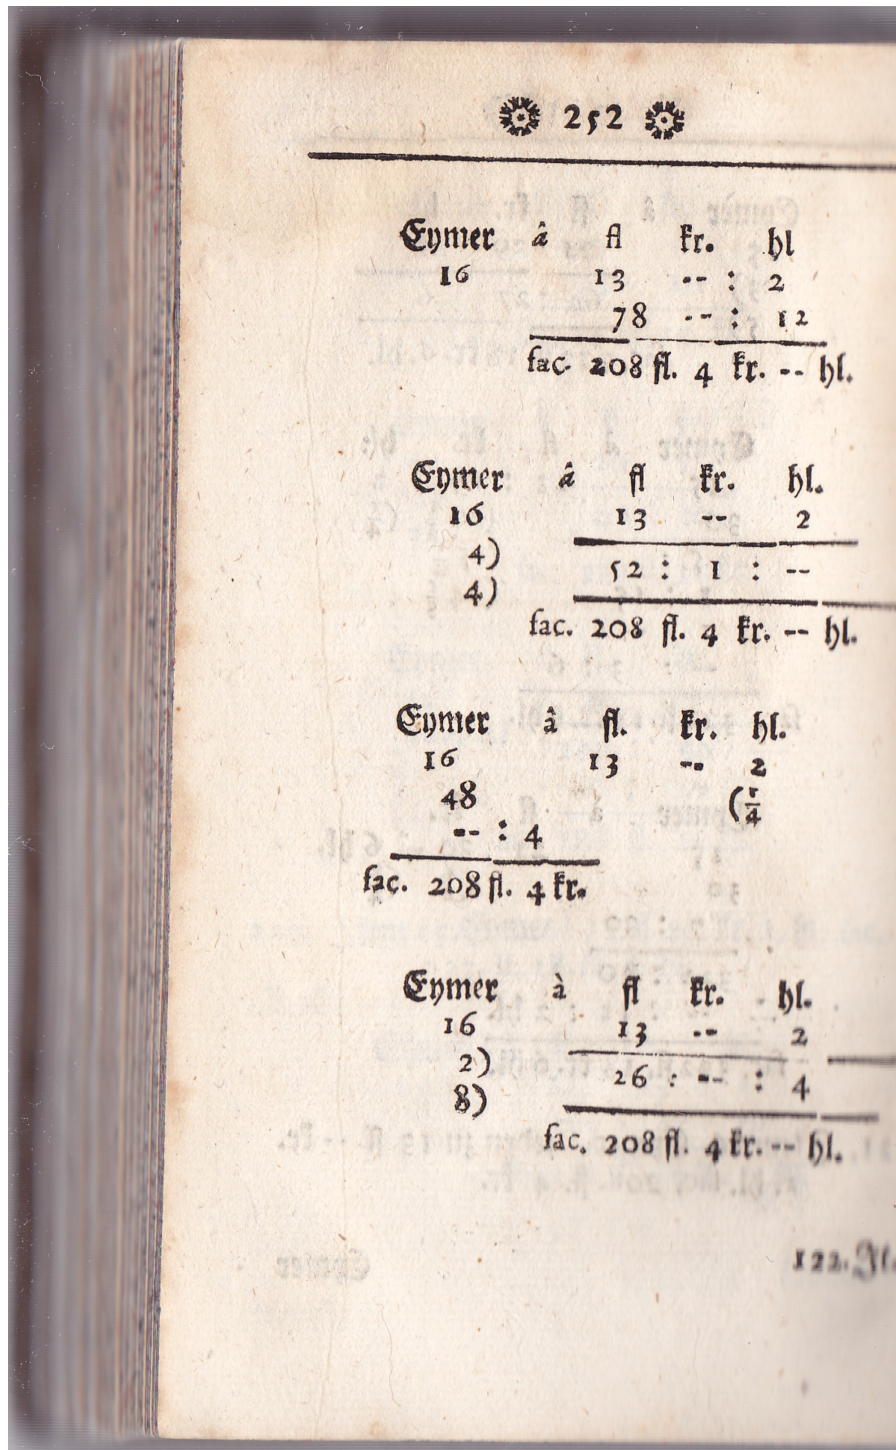 252
Eymer â fl kr. hl
16 13 -- : 2
78 -- : 12
fac. 208 fl. 4 kr. -- hl.
Eymer â fl kr. hl.
16 13 -- 2
4) 52 : 1 : --
4)
fac. 208 fl. 4 kr. -- hl.
Eymer â fl. kr. hl.
16 13 -- 2
48 (1/4
-- : 4
fac. 208 fl. 4 kr.
Eymer à fl kr. hl.
16 13 -- 2
2) 26 : -- : 4
8)
fac. 208 fl. 4 kr. -- hl.
122.